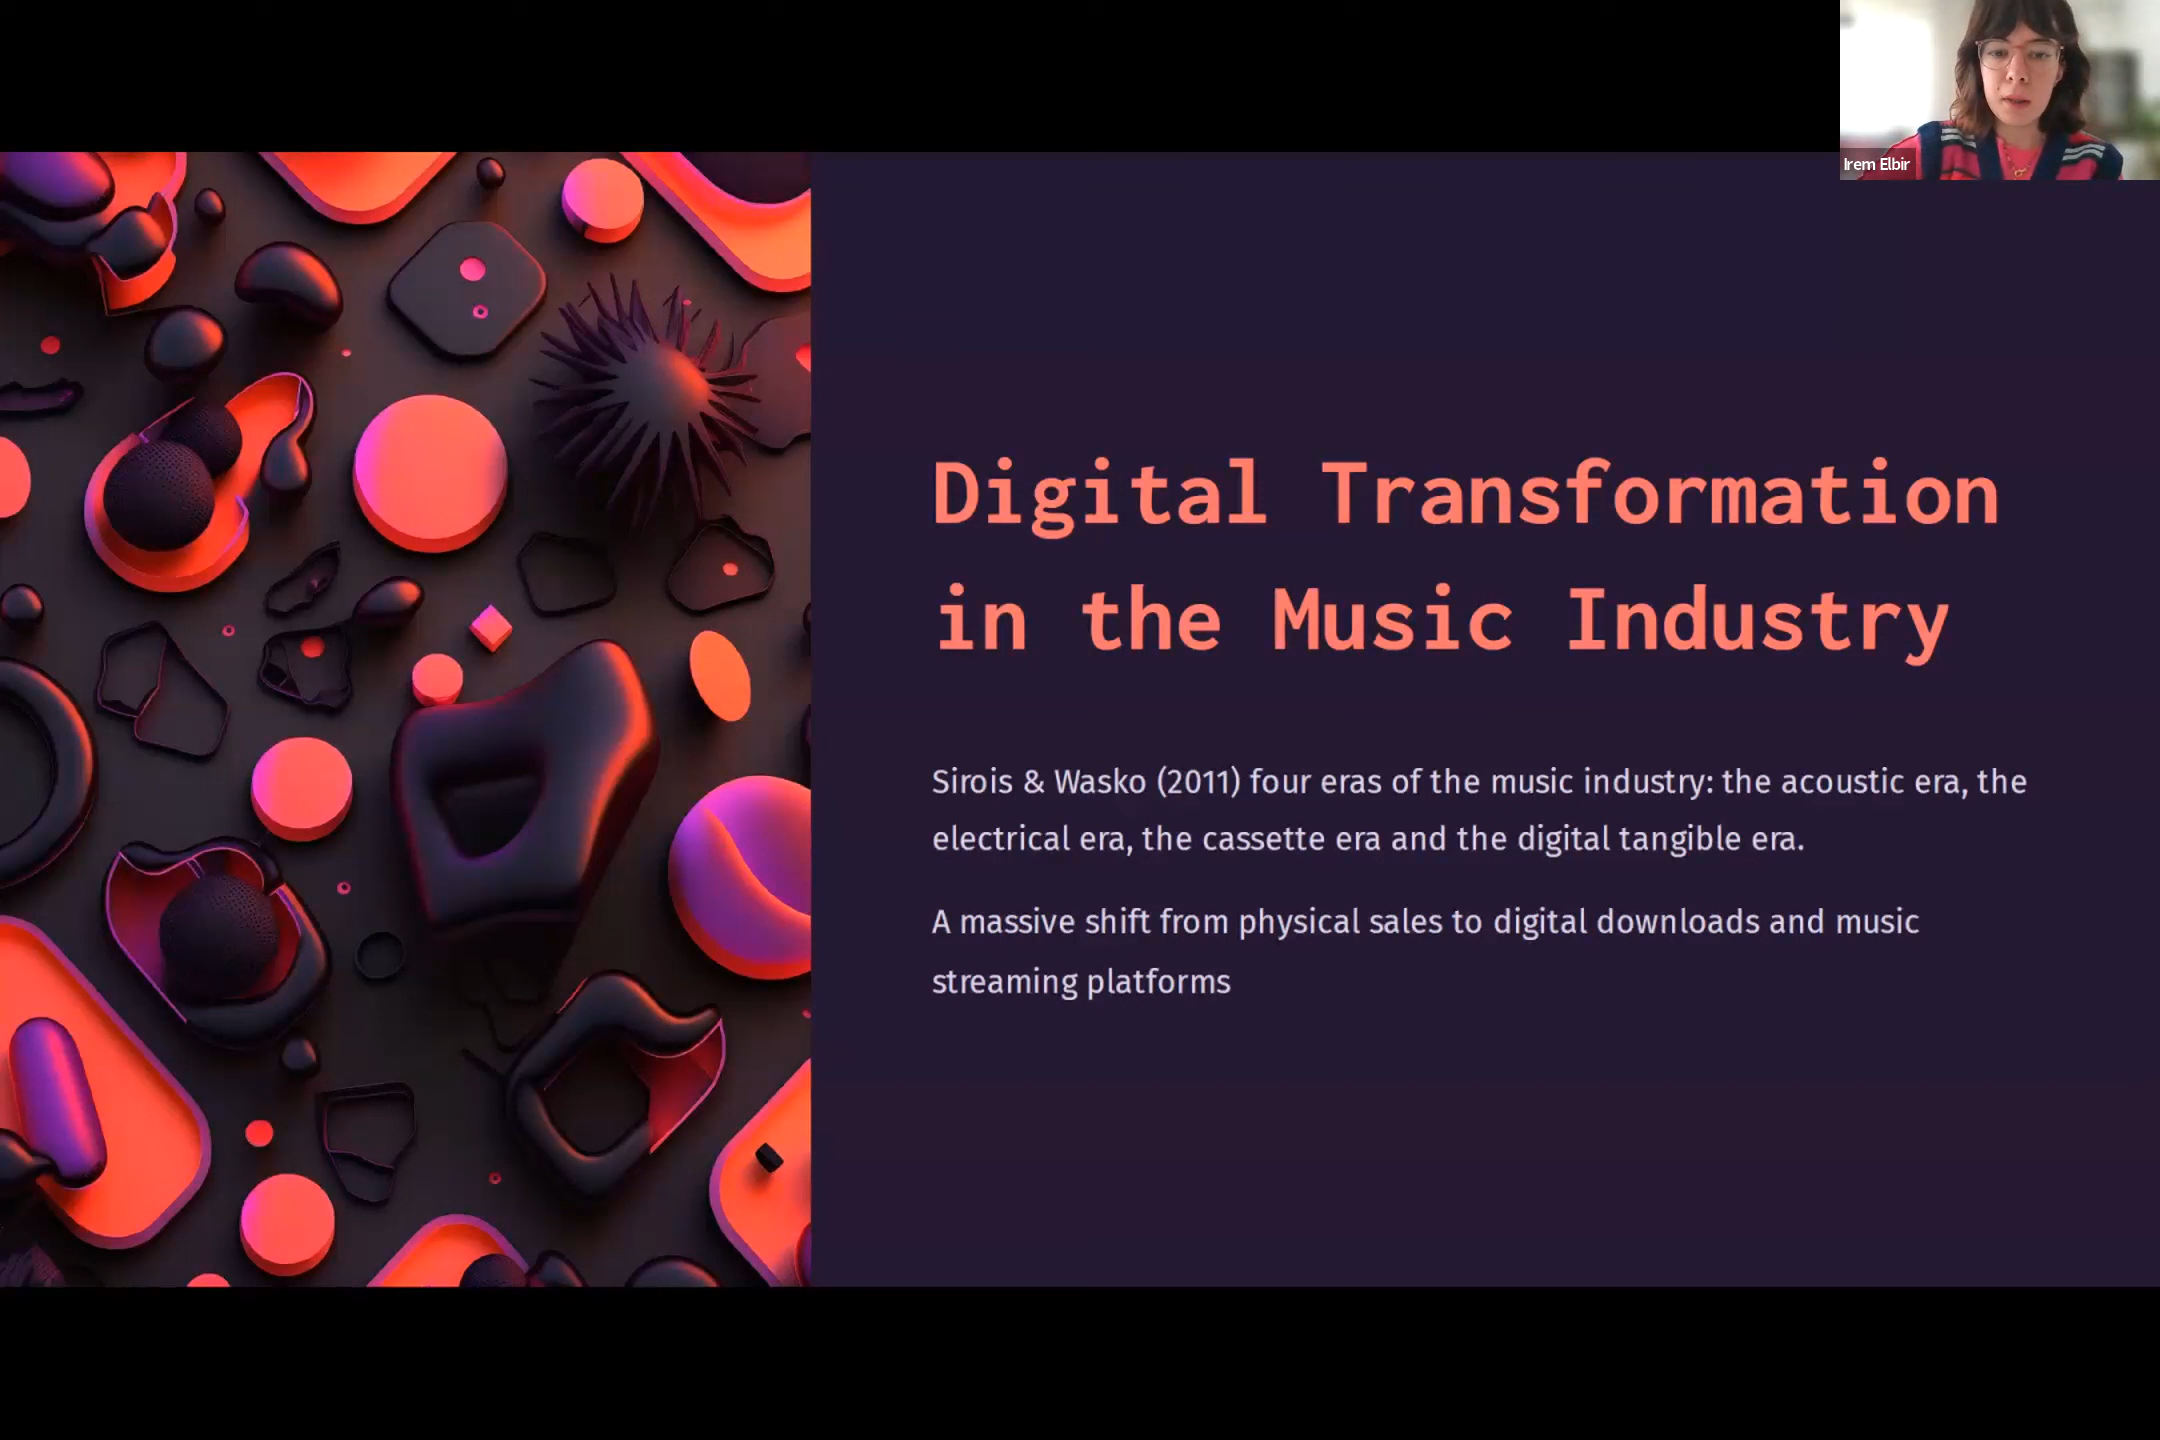 Irem Elbir
Digital Transformation
in the Music Industry
Sirois & Wasko (2011) four eras of the music industry: the acoustic era, the
electrical era, the cassette era and the digital tangible era.
A massive shift from physical sales to digital downloads and music
streaming platforms